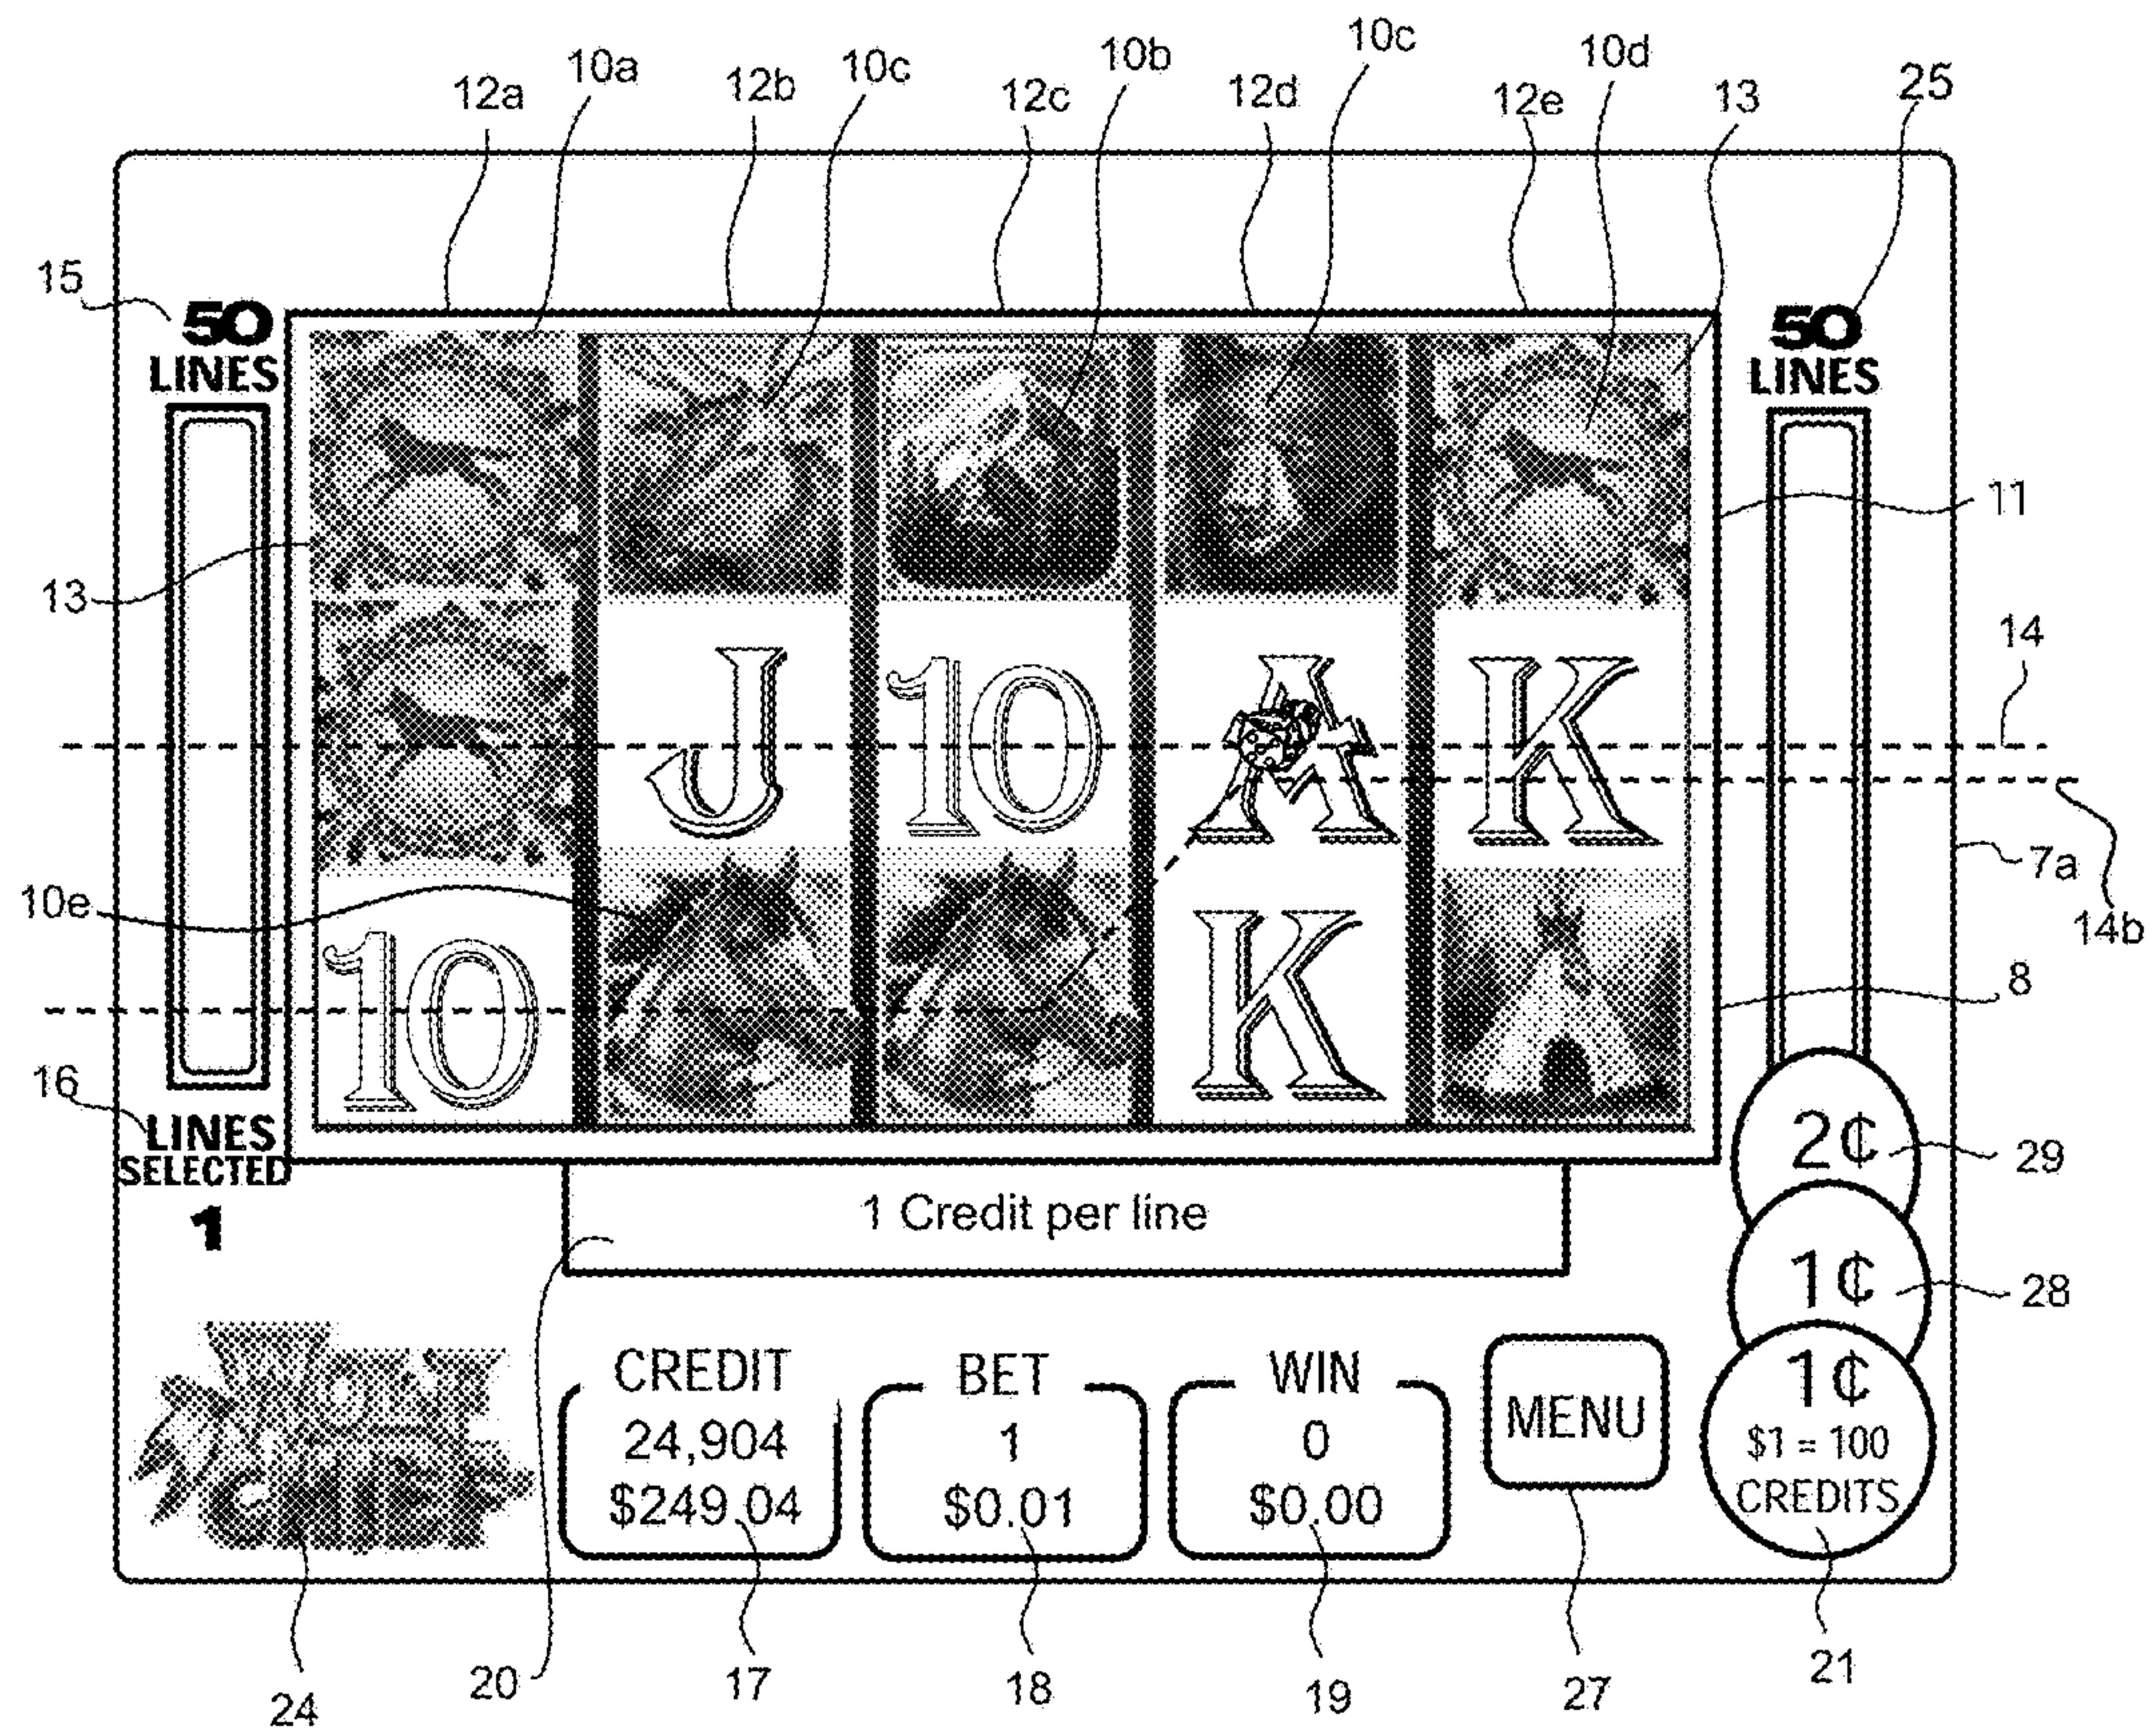 10c
10b
10d
10a
10c
25
12a
12b
12c
12d
12e
13
15
50
LINES
50
LINES
11
13
14
J
10
A
K
7a
10e
14b
10
K
8
16
LINES
SELECTED
1
2¢
29
1 Credit per line
1¢
28
CHIEF
CREDIT
24,904
$249.04
BET
1
$0.01
WIN
0
$0.00
MENU
1¢
$1 = 100
CREDITS
20
17
18
19
27
21
24